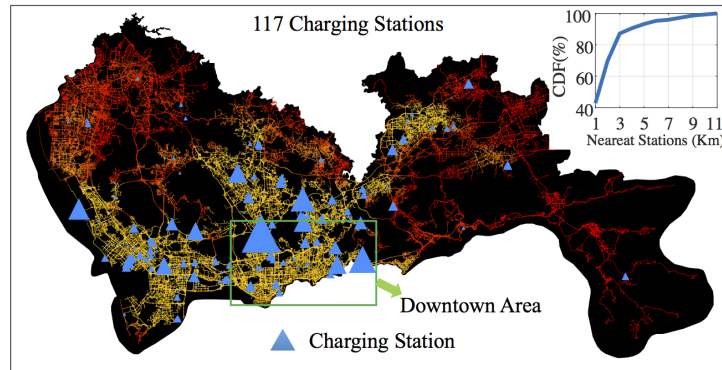 117 Charging Stations
CDF(%)
100
80
60
40
1 3 5 7 9 11
Neareat Stations (Km)
Downtown Area
Charging Station